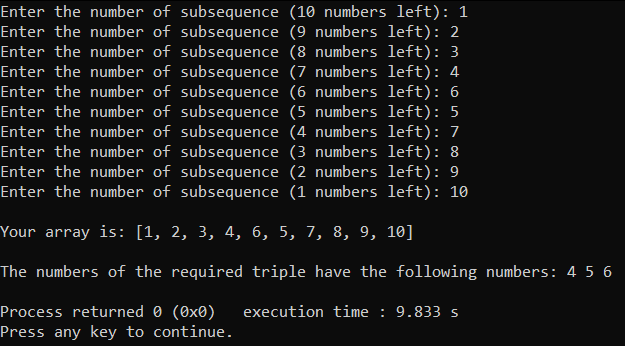 Enter the number of subsequence (10 numbers left): 1
Enter the number of subsequence (9 numbers left): 2
Enter the number of subsequence (8 numbers left): 3
Enter the number of subsequence (7 numbers left): 4
Enter the number of subsequence (6 numbers left): 6
Enter the number of subsequence (5 numbers left): 5
Enter the number of subsequence (4 numbers left): 7
Enter the number of subsequence (3 numbers left): 8
Enter the number of subsequence (2 numbers left): 9
Enter the number of subsequence (1 numbers left): 10
Your array is: [1, 2, 3, 4, 6, 5, 7, 8, 9, 10]
The numbers of the required triple have the following numbers: 4 5 6
Process returned 0 (0x0)   execution time : 9.833 s
Press any key to continue.